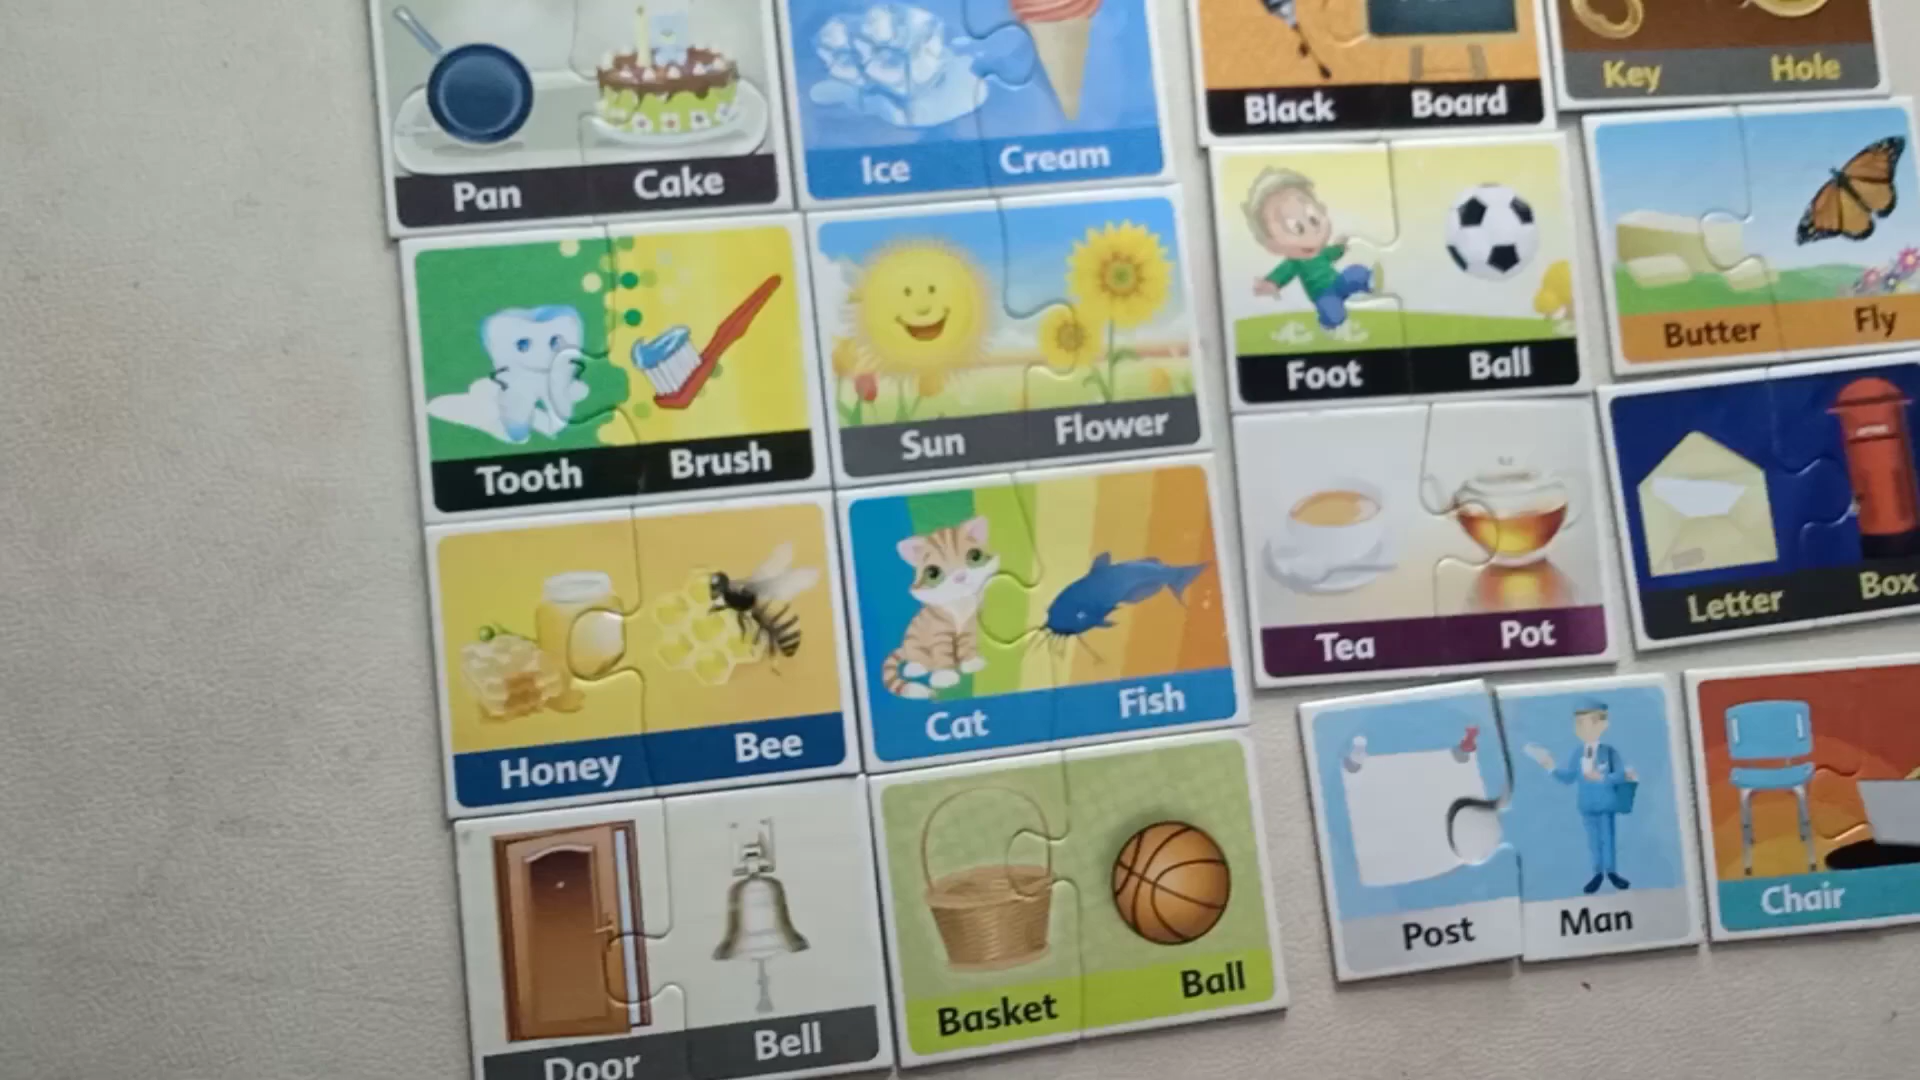 Pan Cake
Ice Cream
Black Board
Key Hole
Tooth Brush
Sun Flower
Foot Ball
Butter Fly
Honey Bee
Cat Fish
Tea Pot
Letter Box
Door Bell
Basket Ball
Post Man
Chair